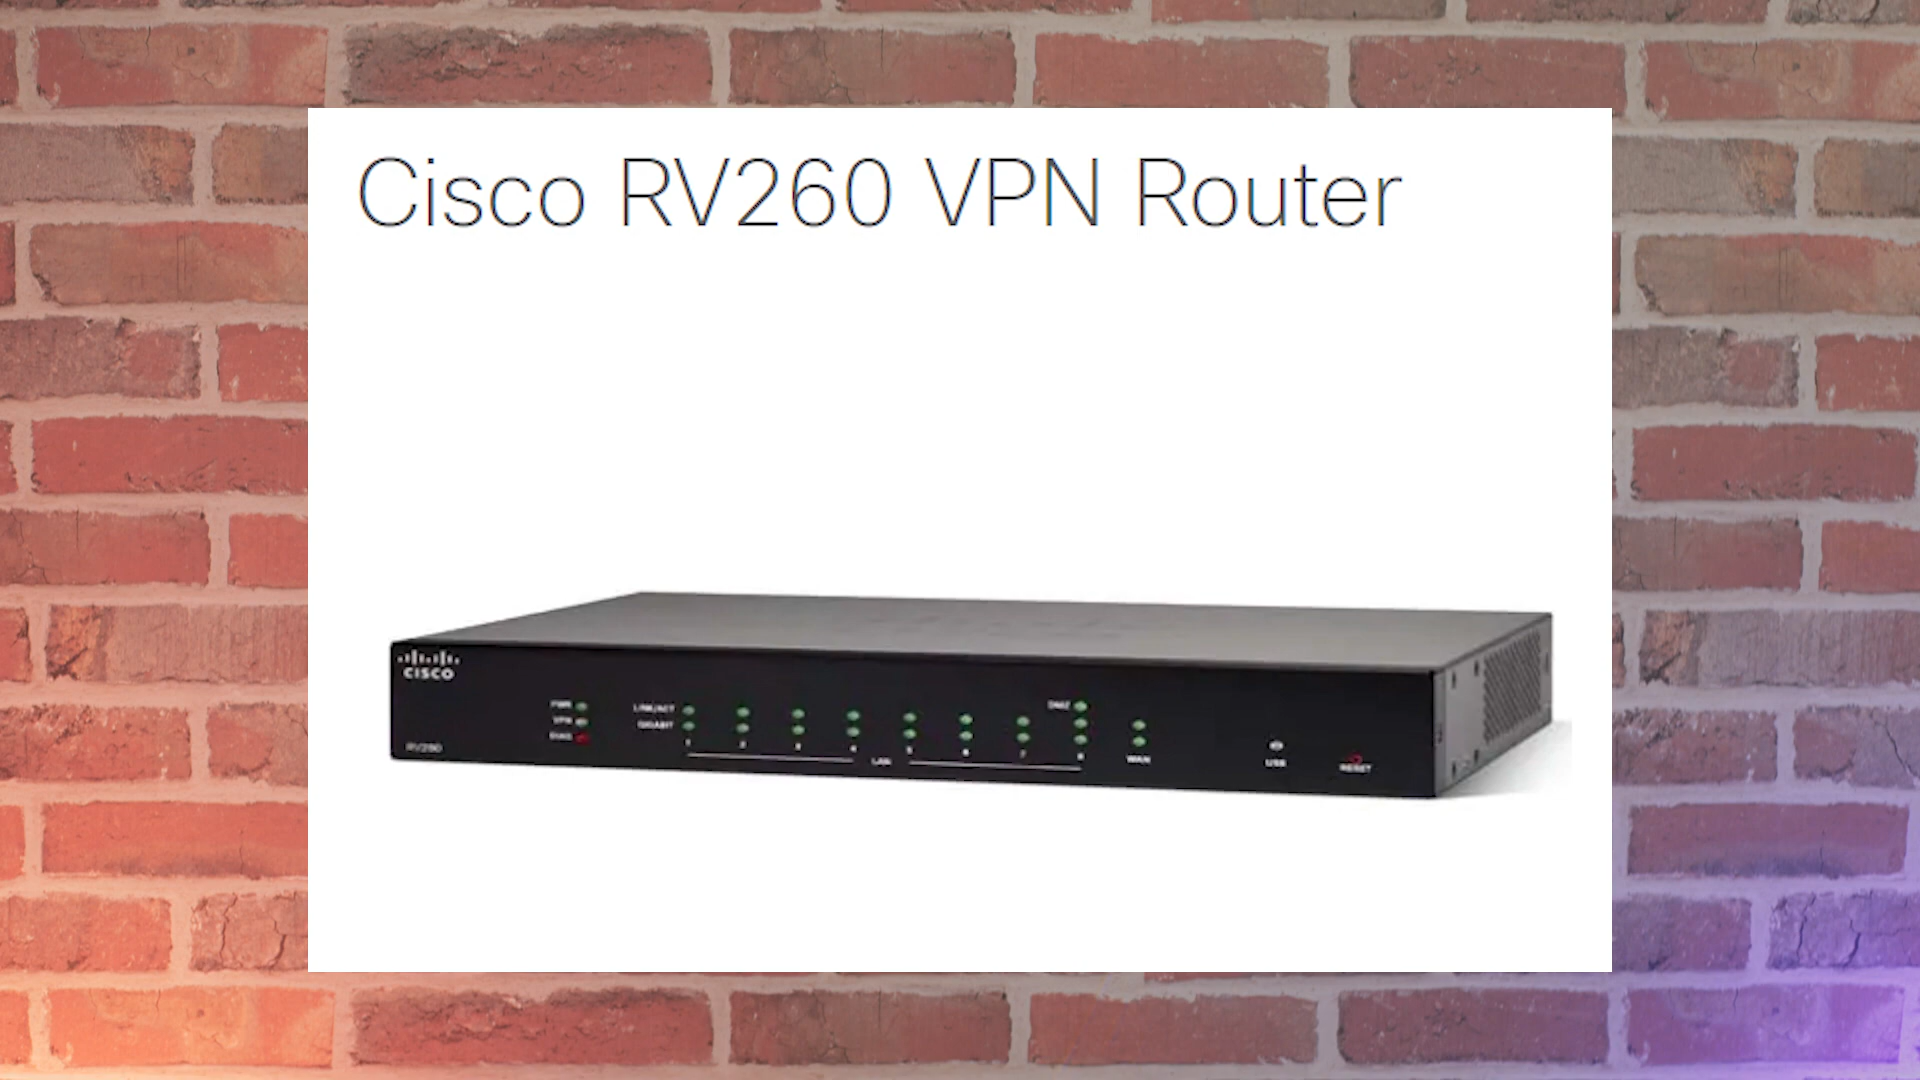 Cisco RV260 VPN Router
CISCO
PWR
VPN
DIAG
LINK/ACT
GIGABIT
DMZ
1 2 3 4 5 6 7 8
LAN
WAN
USB
RESET
RV260